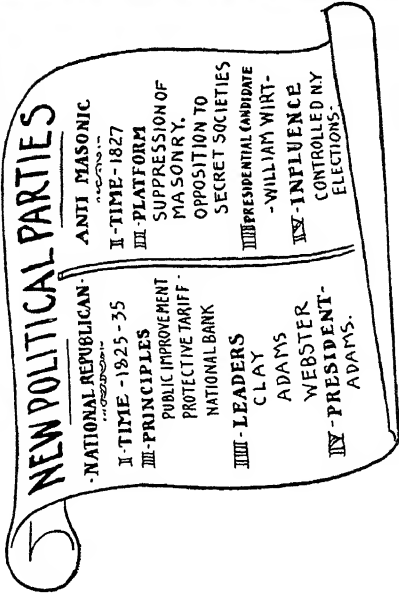 NEW POLITICAL PARTIES
-NATIONAL REPUBLICAN-
I-TIME-1825-35
II-PRINCIPLES
PUBLIC IMPROVEMENT
PROTECTIVE TARIFF-
NATIONAL BANK
III-LEADERS
CLAY
ADAMS
WEBSTER
IV-PRESIDENT-
ADAMS.
ANTI MASONIC
I-TIME-1827
II-PLATFORM
SUPPRESSION OF
MASONRY.
OPPOSITION TO
SECRET SOCIETIES
III PRESIDENTIAL CANDIDATE
-WILLIAM WIRT-
IV-INFLUENCE
CONTROLLED N.Y
ELECTIONS-